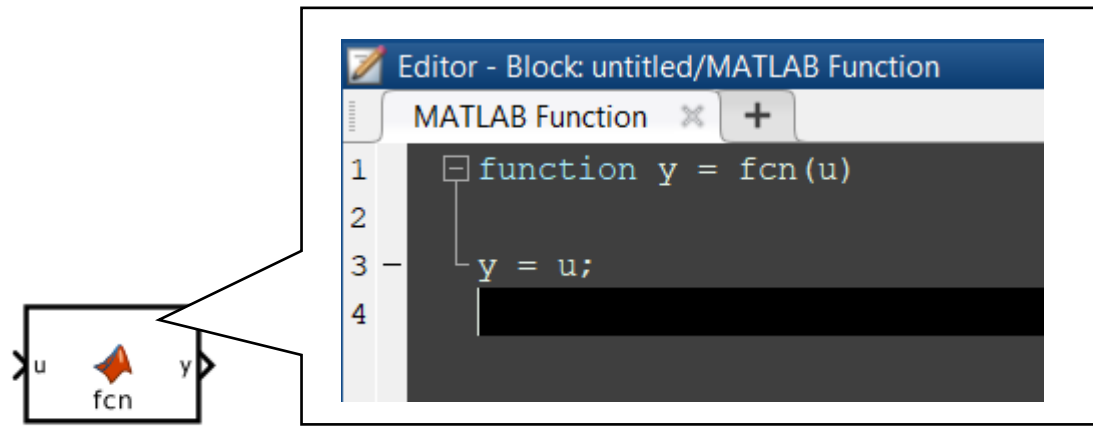 Editor - Block: untitled/MATLAB Function
MATLAB Function
1 function y = fcn(u)
2
3 y = u;
4
u y
fcn